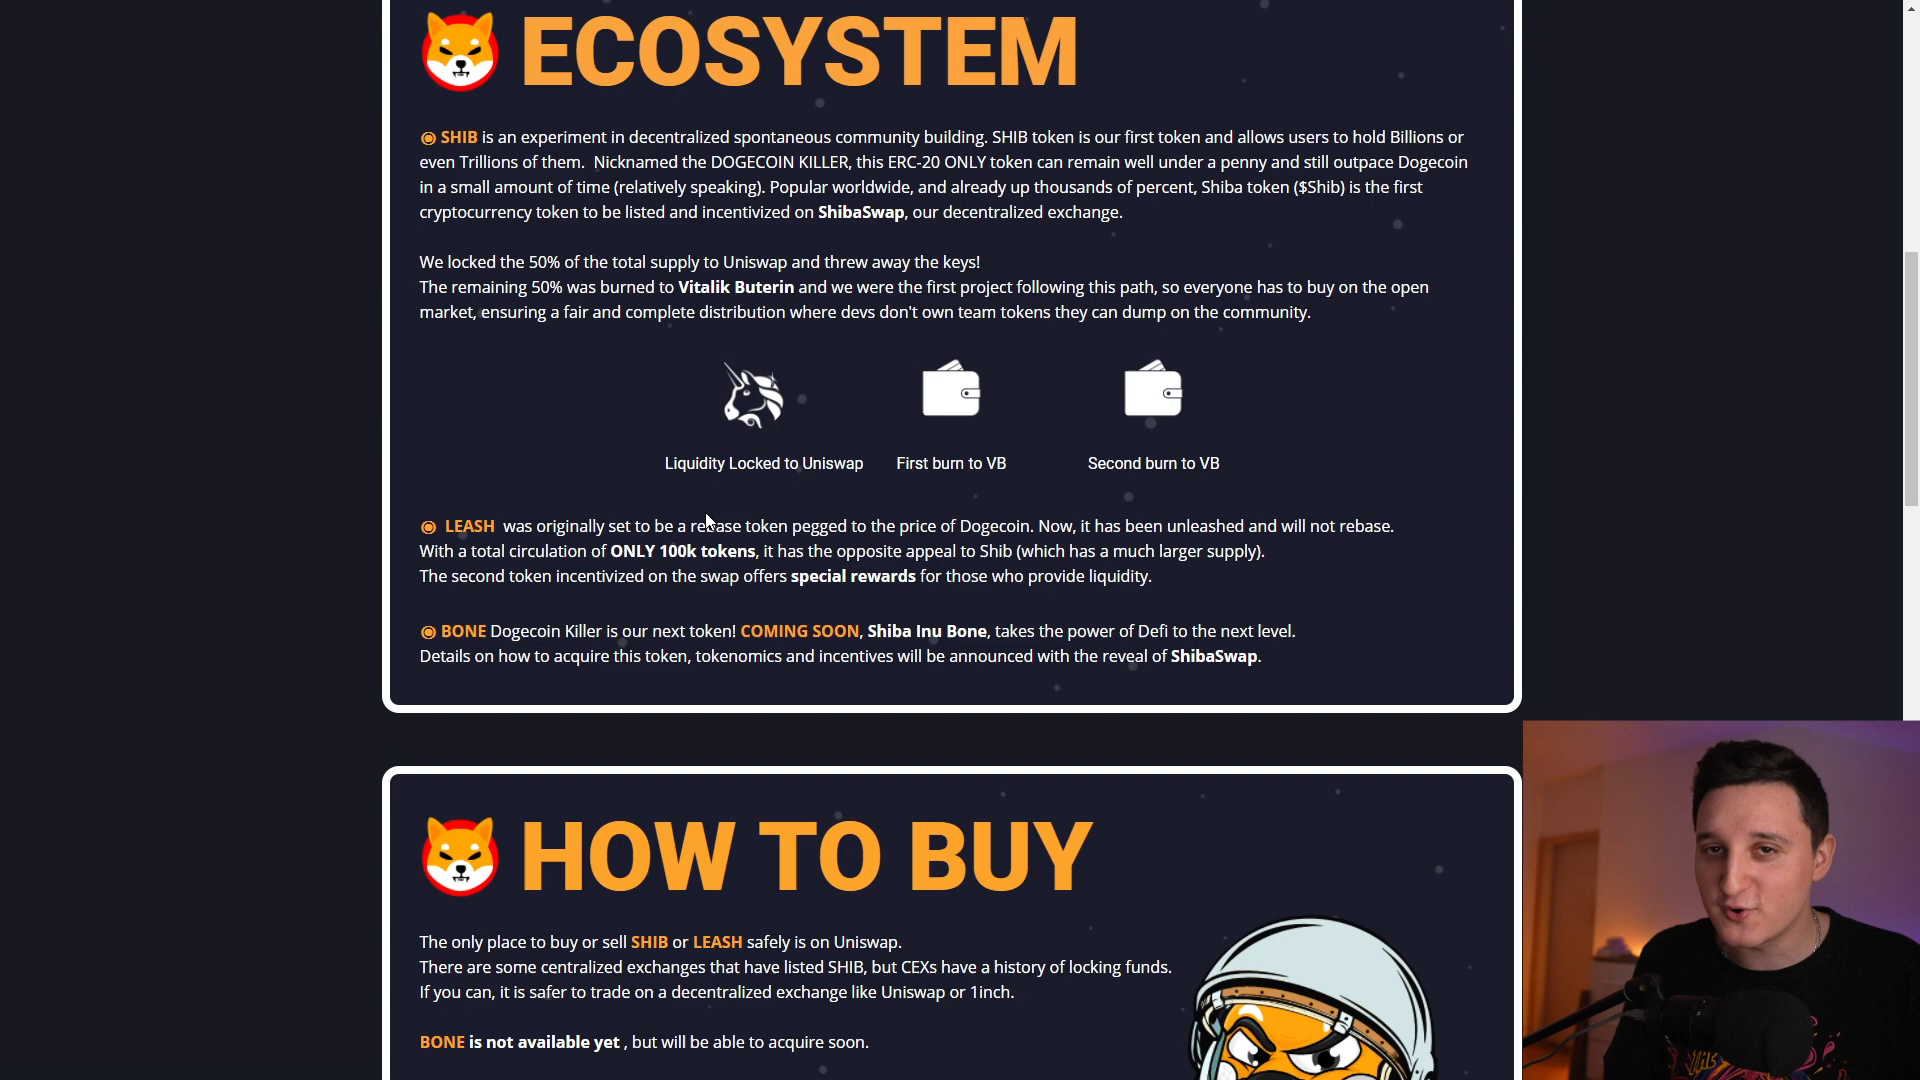 ECOSYSTEM
SHIB is an experiment in decentralized spontaneous community building. SHIB token is our first token and allows users to hold Billions or
even Trillions of them. Nicknamed the DOGECOIN KILLER, this ERC-20 ONLY token can remain well under a penny and still outpace Dogecoin
in a small amount of time (relatively speaking). Popular worldwide, and already up thousands of percent, Shiba token ($Shib) is the first
cryptocurrency token to be listed and incentivized on ShibaSwap, our decentralized exchange.
We locked the 50% of the total supply to Uniswap and threw away the keys!
The remaining 50% was burned to Vitalik Buterin and we were the first project following this path, so everyone has to buy on the open
market, ensuring a fair and complete distribution where devs don't own team tokens they can dump on the community.
Liquidity Locked to Uniswap First burn to VB Second burn to VB
LEASH was originally set to be a rebase token pegged to the price of Dogecoin. Now, it has been unleashed and will not rebase.
With a total circulation of ONLY 100k tokens, it has the opposite appeal to Shib (which has a much larger supply).
The second token incentivized on the swap offers special rewards for those who provide liquidity.
BONE Dogecoin Killer is our next token! COMING SOON, Shiba Inu Bone, takes the power of Defi to the next level.
Details on how to acquire this token, tokenomics and incentives will be announced with the reveal of ShibaSwap.
HOW TO BUY
The only place to buy or sell SHIB or LEASH safely is on Uniswap.
There are some centralized exchanges that have listed SHIB, but CEXs have a history of locking funds.
If you can, it is safer to trade on a decentralized exchange like Uniswap or 1inch.
BONE is not available yet , but will be able to acquire soon.